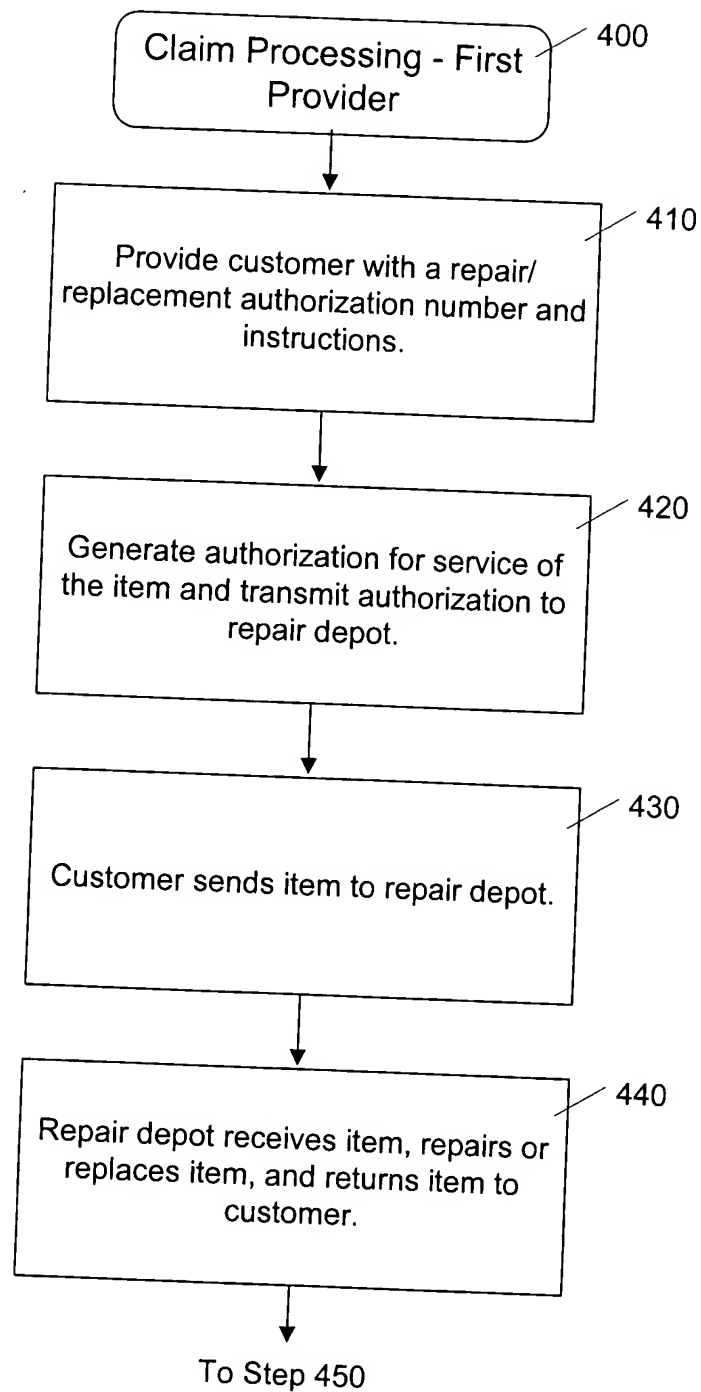 Claim Processing - First
Provider
400
410
Provide customer with a repair/
replacement authorization number and
instructions.
420
Generate authorization for service of
the item and transmit authorization to
repair depot.
430
Customer sends item to repair depot.
440
Repair depot receives item, repairs or
replaces item, and returns item to
customer.
To Step 450